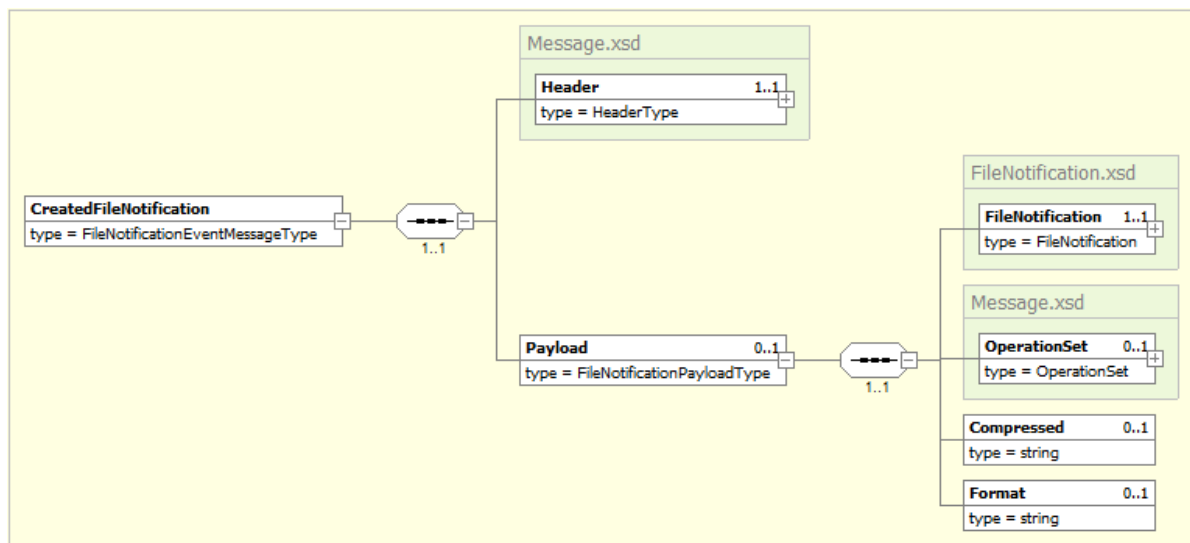 Message.xsd
Header 1..1
type = HeaderType
CreatedFileNotification
type = FileNotificationEventMessageType
1..1
Payload 0..1
type = FileNotificationPayloadType
1..1
FileNotification.xsd
FileNotification 1..1
type = FileNotification
Message.xsd
OperationSet 0..1
type = OperationSet
Compressed 0..1
type = string
Format 0..1
type = string